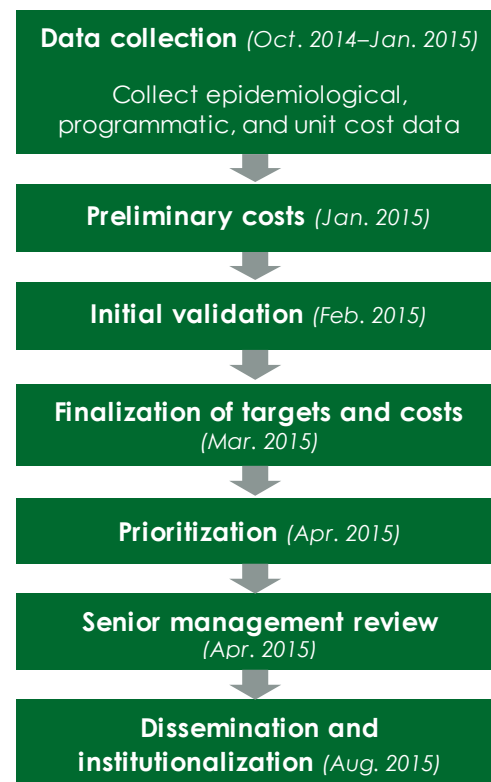 Data collection (Oct. 2014–Jan. 2015)
Collect epidemiological,
programmatic, and unit cost data
Preliminary costs (Jan. 2015)
Initial validation (Feb. 2015)
Finalization of targets and costs
(Mar. 2015)
Prioritization (Apr. 2015)
Senior management review
(Apr. 2015)
Dissemination and
institutionalization (Aug. 2015)